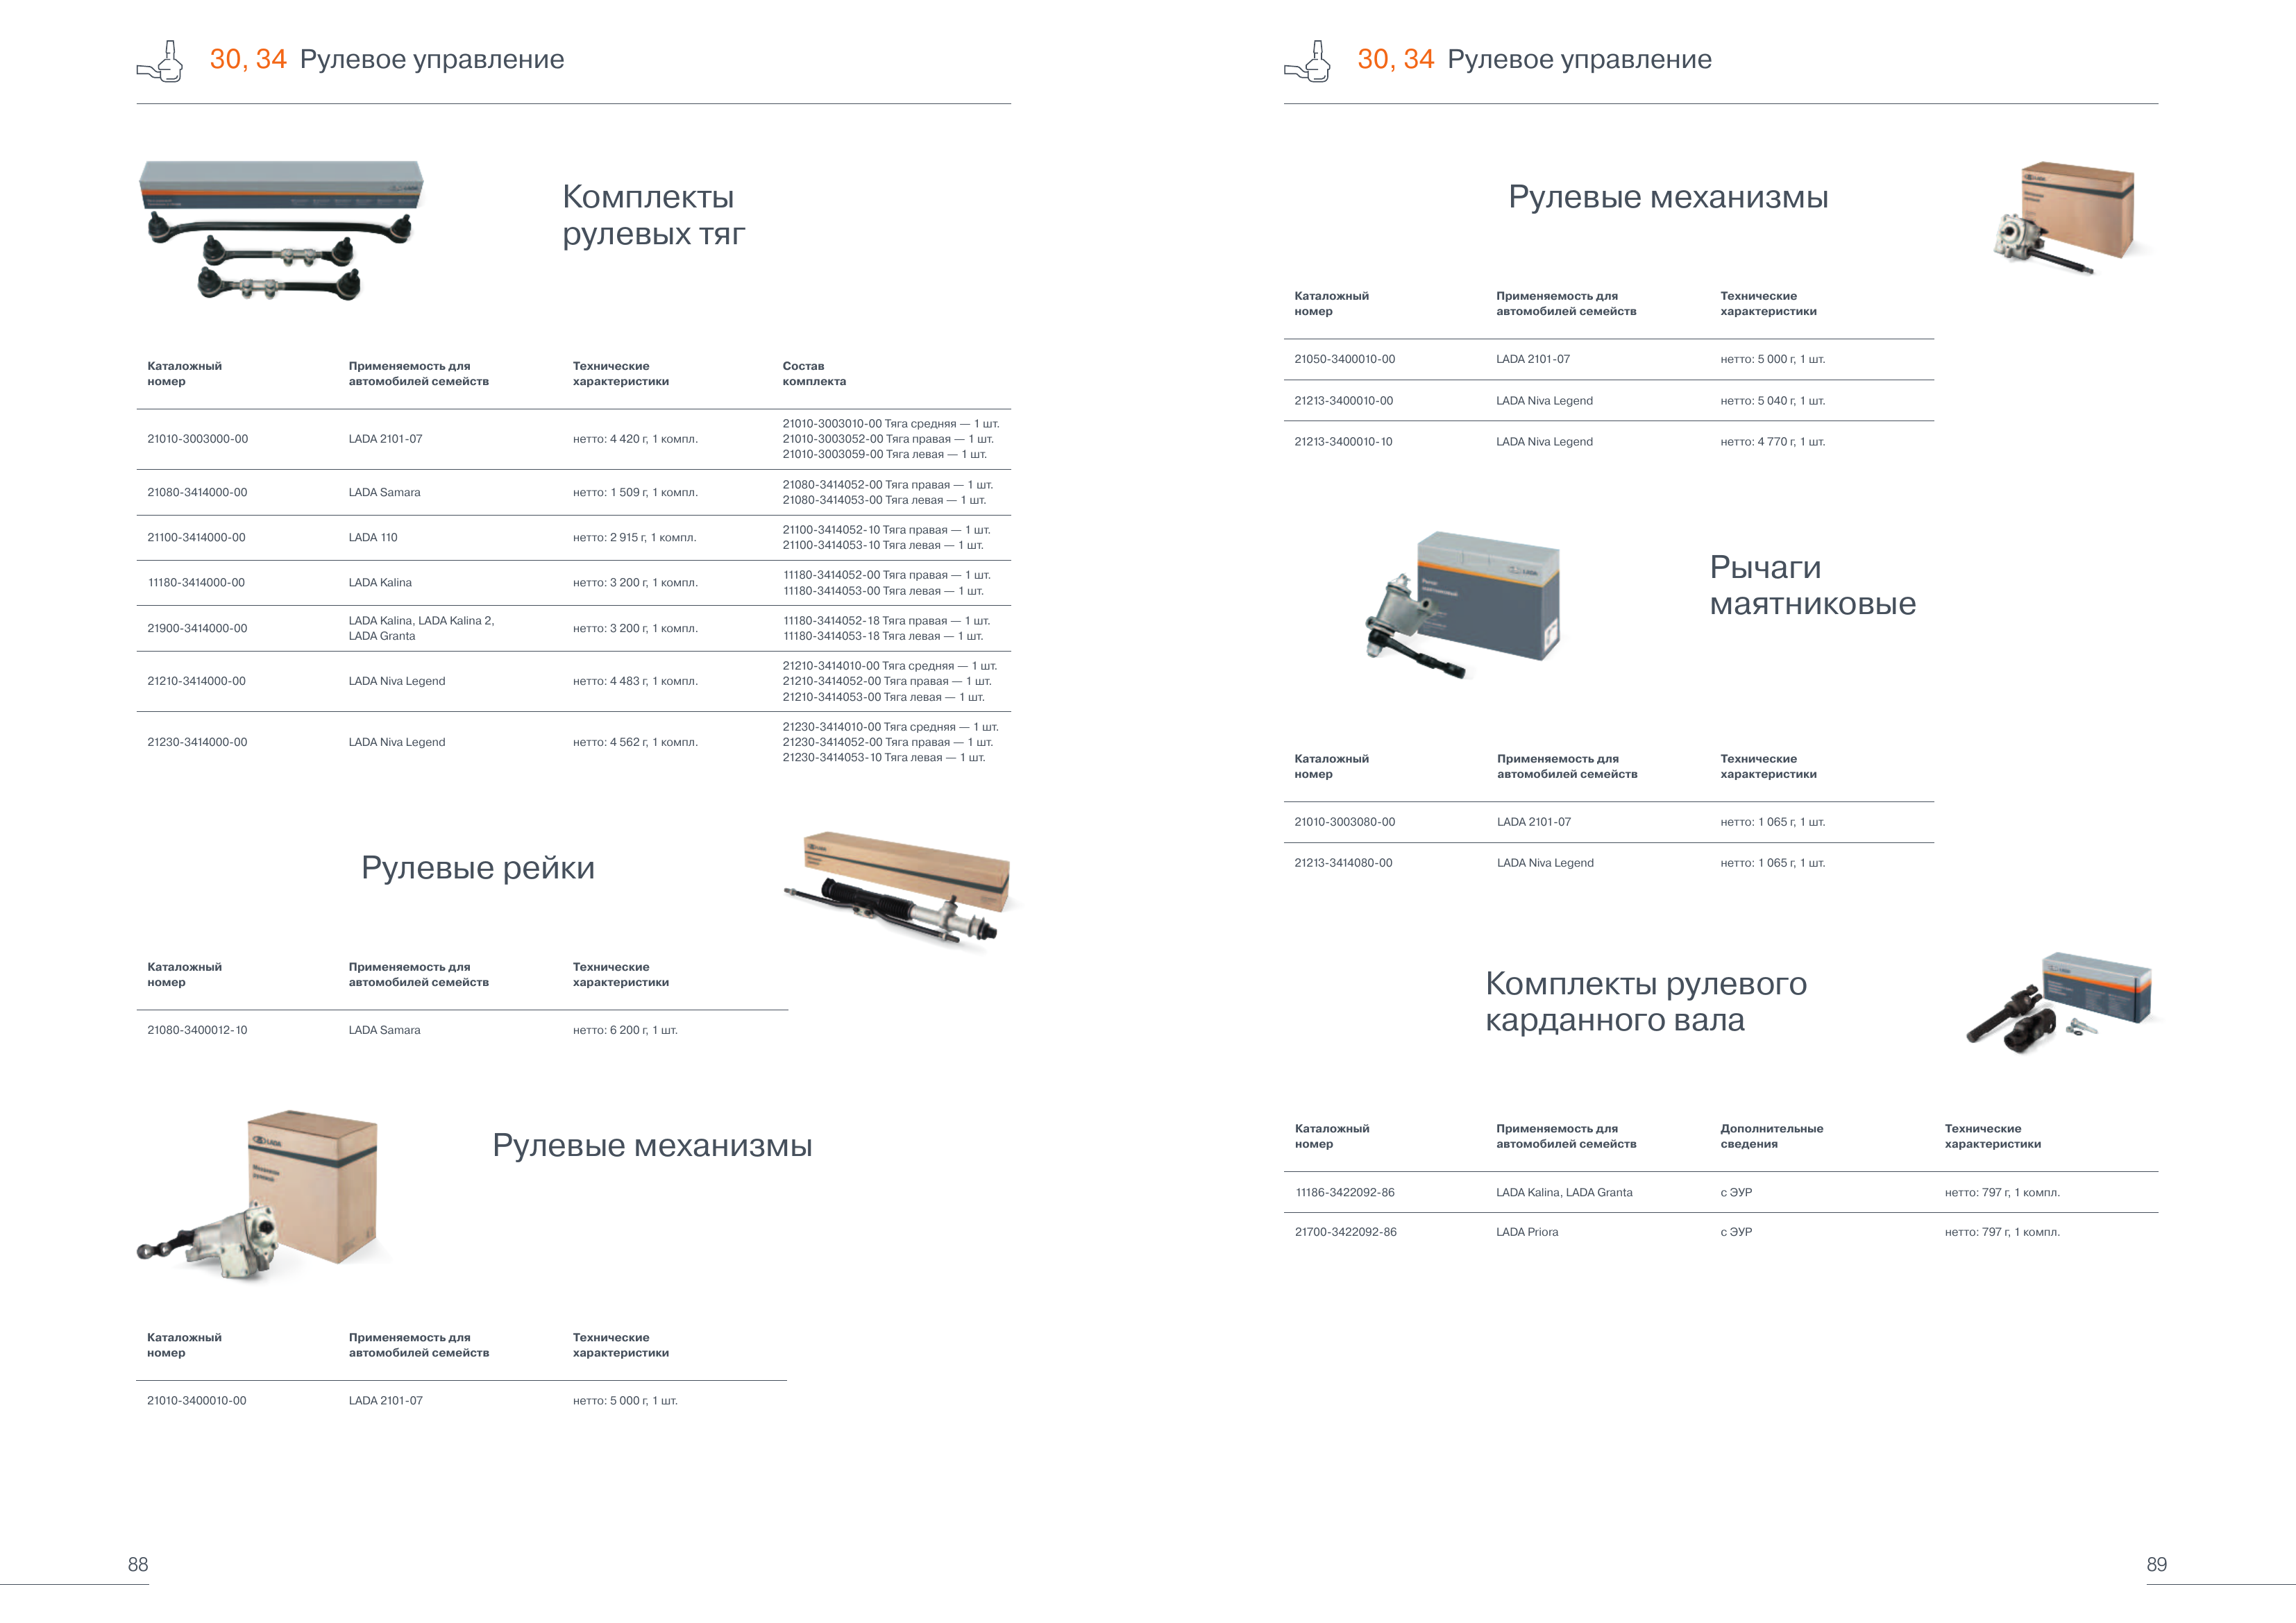 30, 34 Рулевое управление
Комплекты
рулевых тяг
Каталожный
номер
Применяемость для
автомобилей семейств
Технические
характеристики
Состав
комплекта
21010-3003000-00
LADA 2101-07
нетто: 4 420 г, 1 компл.
21010-3003010-00 Тяга средняя — 1 шт.
21010-3003052-00 Тяга правая — 1 шт.
21010-3003059-00 Тяга левая — 1 шт.
21080-3414000-00
LADA Samara
нетто: 1 509 г, 1 компл.
21080-3414052-00 Тяга правая — 1 шт.
21080-3414053-00 Тяга левая — 1 шт.
21100-3414000-00
LADA 110
нетто: 2 915 г, 1 компл.
21100-3414052-10 Тяга правая — 1 шт.
21100-3414053-10 Тяга левая — 1 шт.
11180-3414000-00
LADA Kalina
нетто: 3 200 г, 1 компл.
11180-3414052-00 Тяга правая — 1 шт.
11180-3414053-00 Тяга левая — 1 шт.
21900-3414000-00
LADA Kalina, LADA Kalina 2,
LADA Granta
нетто: 3 200 г, 1 компл.
11180-3414052-18 Тяга правая — 1 шт.
11180-3414053-18 Тяга левая — 1 шт.
21210-3414000-00
LADA Niva Legend
нетто: 4 483 г, 1 компл.
21210-3414010-00 Тяга средняя — 1 шт.
21210-3414052-00 Тяга правая — 1 шт.
21210-3414053-00 Тяга левая — 1 шт.
21230-3414000-00
LADA Niva Legend
нетто: 4 562 г, 1 компл.
21230-3414010-00 Тяга средняя — 1 шт.
21230-3414052-00 Тяга правая — 1 шт.
21230-3414053-10 Тяга левая — 1 шт.
Рулевые рейки
Каталожный
номер
Применяемость для
автомобилей семейств
Технические
характеристики
21080-3400012-10
LADA Samara
нетто: 6 200 г, 1 шт.
LADA
Рулевые механизмы
Каталожный
номер
Применяемость для
автомобилей семейств
Технические
характеристики
21010-3400010-00
LADA 2101-07
нетто: 5 000 г, 1 шт.
88
30, 34 Рулевое управление
Рулевые механизмы
LADA
Каталожный
номер
Применяемость для
автомобилей семейств
Технические
характеристики
21050-3400010-00
LADA 2101-07
нетто: 5 000 г, 1 шт.
21213-3400010-00
LADA Niva Legend
нетто: 5 040 г, 1 шт.
21213-3400010-10
LADA Niva Legend
нетто: 4 770 г, 1 шт.
LADA
Рычаги
маятниковые
Каталожный
номер
Применяемость для
автомобилей семейств
Технические
характеристики
21010-3003080-00
LADA 2101-07
нетто: 1 065 г, 1 шт.
21213-3414080-00
LADA Niva Legend
нетто: 1 065 г, 1 шт.
Комплекты рулевого
карданного вала
Каталожный
номер
Применяемость для
автомобилей семейств
Дополнительные
сведения
Технические
характеристики
11186-3422092-86
LADA Kalina, LADA Granta
с ЭУР
нетто: 797 г, 1 компл.
21700-3422092-86
LADA Priora
с ЭУР
нетто: 797 г, 1 компл.
89